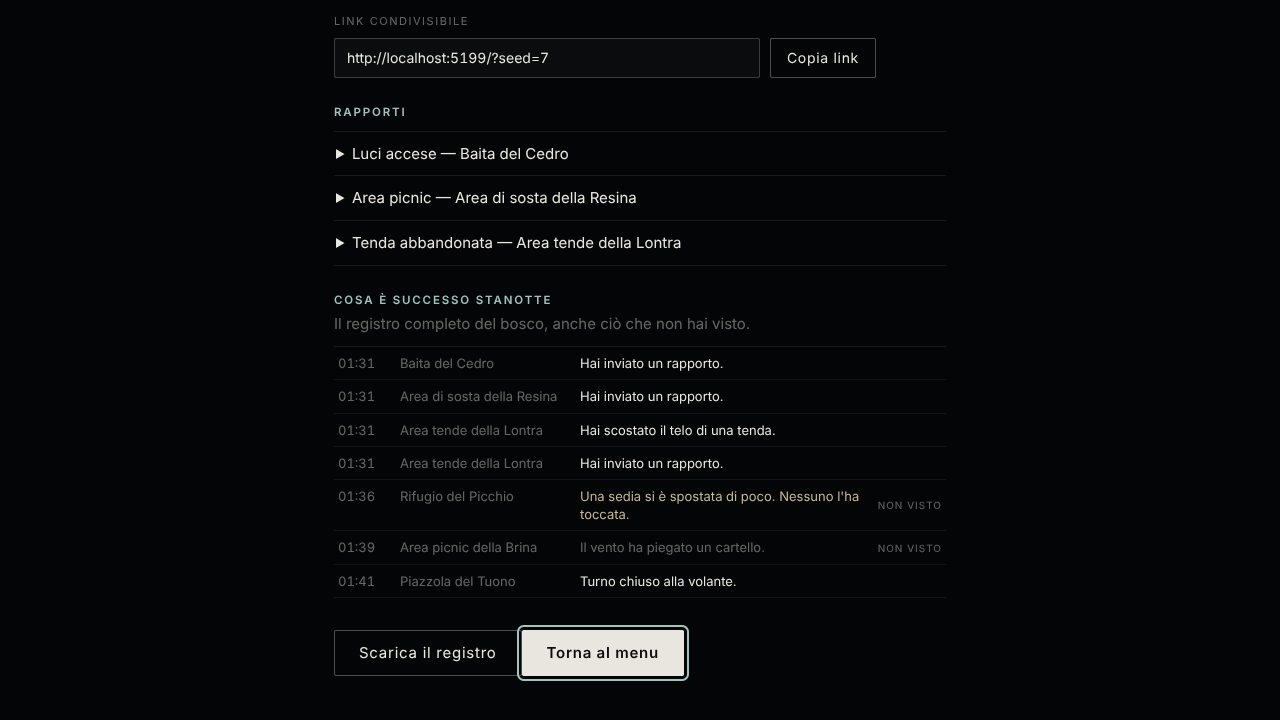 LINK CONDIVISIBILE
http://localhost:5199/?seed=7
Copia link
RAPPORTI
Luci accese — Baita del Cedro
Area picnic — Area di sosta della Resina
Tenda abbandonata — Area tende della Lontra
COSA È SUCCESSO STANOTTE
Il registro completo del bosco, anche ciò che non hai visto.
01:31 Baita del Cedro Hai inviato un rapporto.
01:31 Area di sosta della Resina Hai inviato un rapporto.
01:31 Area tende della Lontra Hai scostato il telo di una tenda.
01:31 Area tende della Lontra Hai inviato un rapporto.
01:36 Rifugio del Picchio Una sedia si è spostata di poco. Nessuno l'ha
toccata.
NON VISTO
01:39 Area picnic della Brina Il vento ha piegato un cartello. NON VISTO
01:41 Piazzola del Tuono Turno chiuso alla volante.
Scarica il registro
Torna al menu